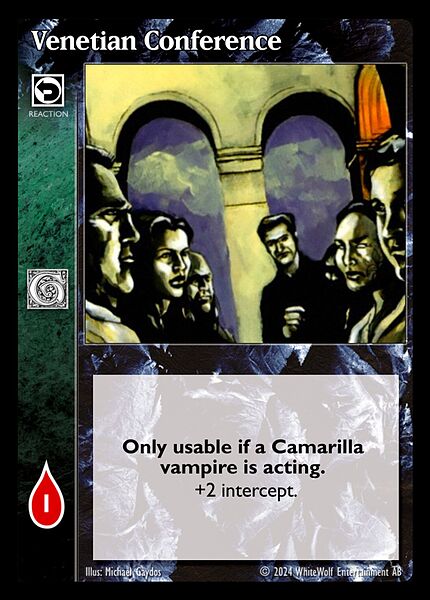 Venetian Conference
REACTION
Only usable if a Camarilla
vampire is acting.
+2 intercept.
1
Illus: Michael Gaydos
© 2024 WhiteWolf Entertainment AB